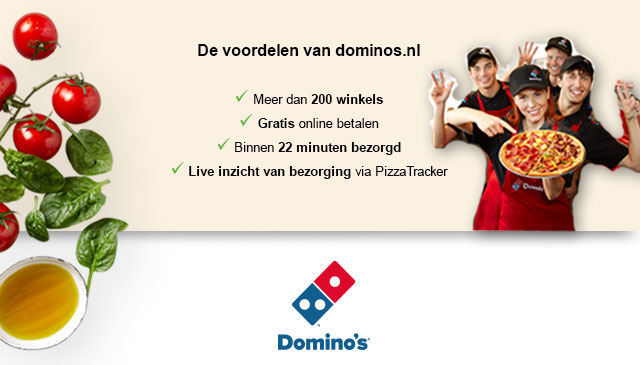 De voordelen van dominos.nl
Meer dan 200 winkels
Gratis online betalen
Binnen 22 minuten bezorgd
Live inzicht van bezorging via PizzaTracker
Domino's